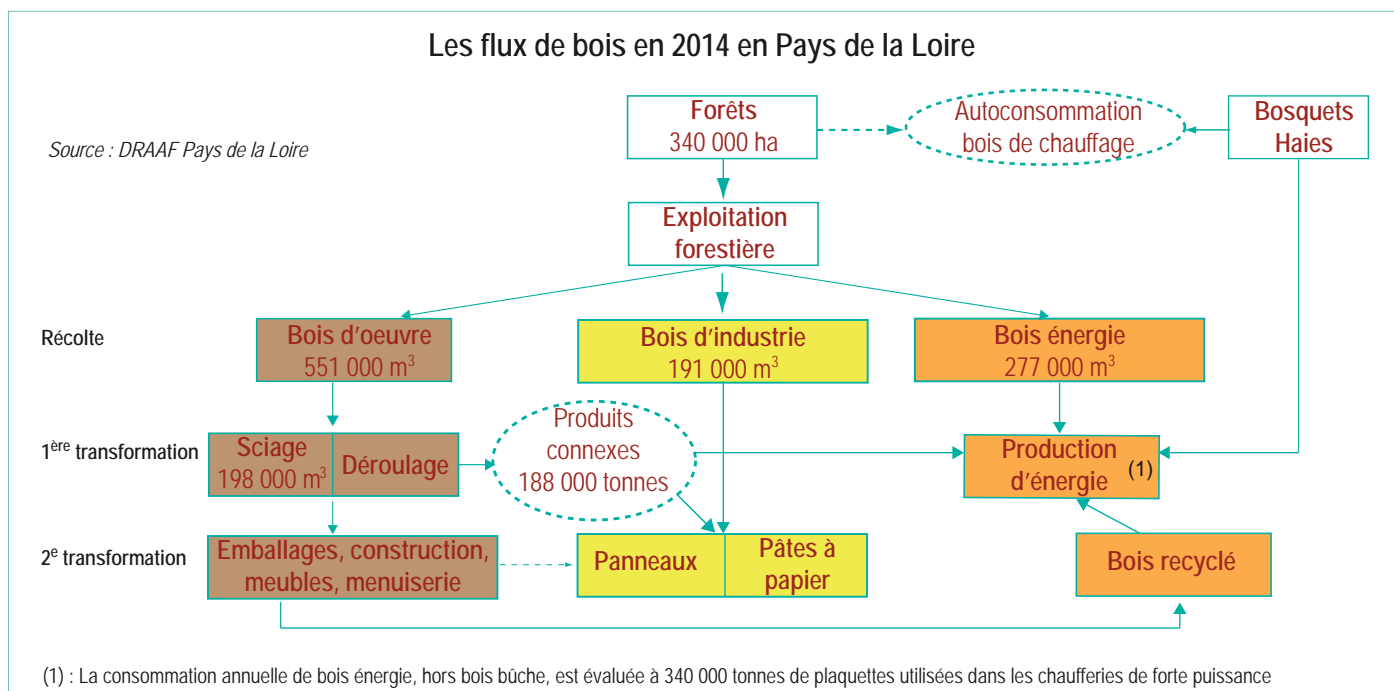 Les flux de bois en 2014 en Pays de la Loire
Source : DRAAF Pays de la Loire
Forêts
340 000 ha
Autoconsommation
bois de chauffage
Bosquets
Haies
Exploitation
forestière
Récolte
Bois d'oeuvre
551 000 m³
Bois d'industrie
191 000 m³
Bois énergie
277 000 m³
1ère transformation
Sciage
198 000 m³
Déroulage
Produits
connexes
188 000 tonnes
Production
d'énergie
(1)
2e transformation
Emballages, construction,
meubles, menuiserie
Panneaux
Pâtes à
papier
Bois recyclé
(1) : La consommation annuelle de bois énergie, hors bois bûche, est évaluée à 340 000 tonnes de plaquettes utilisées dans les chaufferies de forte puissance